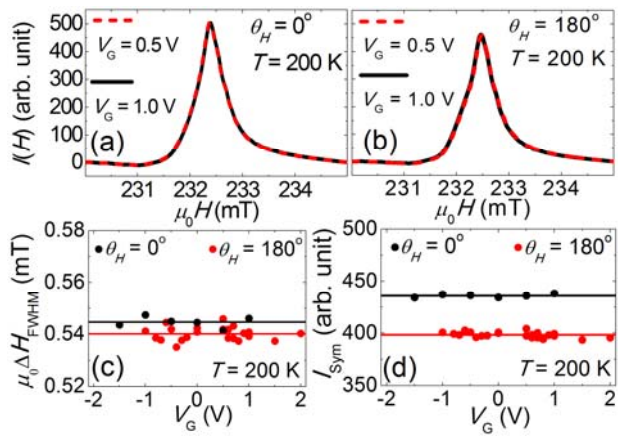 500
400
300
200
100
0
I(H) (arb. unit)
V_G = 0.5 V
V_G = 1.0 V
θ_H = 0°
T = 200 K
(a)
231 232 233 234
μ₀H (mT)
V_G = 0.5 V
V_G = 1.0 V
θ_H = 180°
T = 200 K
(b)
231 232 233 234
μ₀H (mT)
0.58
0.56
0.54
0.52
μ₀ΔH_FWHM (mT)
θ_H = 0° θ_H = 180°
(c) T = 200 K
-2 -1 0 1 2
V_G (V)
500
450
400
350
I_Sym (arb. unit)
θ_H = 0° θ_H = 180°
(d) T = 200 K
-2 -1 0 1 2
V_G (V)